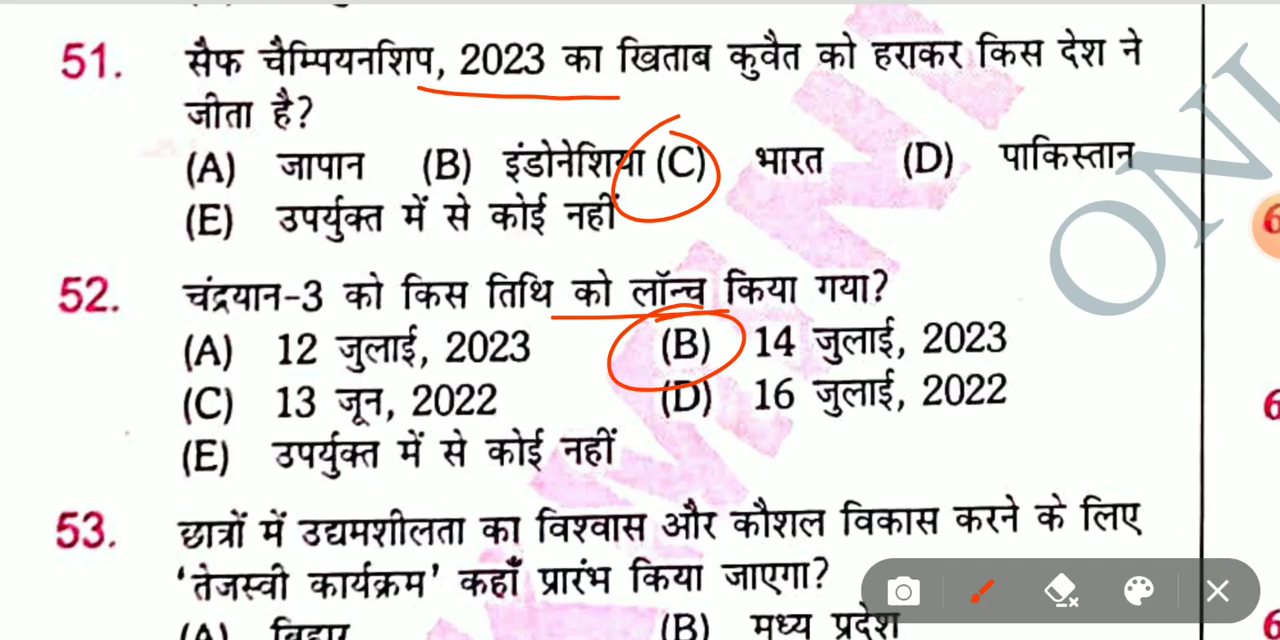 51. सैफ चैम्पियनशिप, 2023 का खिताब कुवैत को हराकर किस देश ने
जीता है?
(A) जापान (B) इंडोनेशिया (C) भारत (D) पाकिस्तान
(E) उपर्युक्त में से कोई नहीं
52. चंद्रयान-3 को किस तिथि को लॉन्च किया गया?
(A) 12 जुलाई, 2023 (B) 14 जुलाई, 2023
(C) 13 जून, 2022 (D) 16 जुलाई, 2022
(E) उपर्युक्त में से कोई नहीं
53. छात्रों में उद्यमशीलता का विश्वास और कौशल विकास करने के लिए
‘तेजस्वी कार्यक्रम’ कहाँ प्रारंभ किया जाएगा?
(A) बिहार (B) मध्य प्रदेश